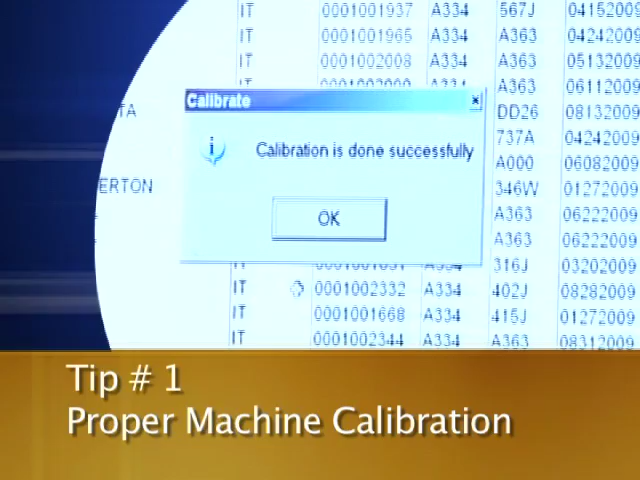 IT 0001001937 A334 567J 04152009
IT 0001001965 A334 A363 04242009
IT 0001002008 A334 A363 05132009
IT A334 A363 06112009
TA DD26 08132009
737A 04242009
A000 06082009
ERTON 346W 01272009
A363 06222009
A363 06222009
316J 03202009
IT 0001002332 A334 402J 08282009
IT 0001001668 A334 415J 01272009
IT 0001002344 A334 A363 08312009
Calibrate
Calibration is done successfully
OK
Tip # 1
Proper Machine Calibration